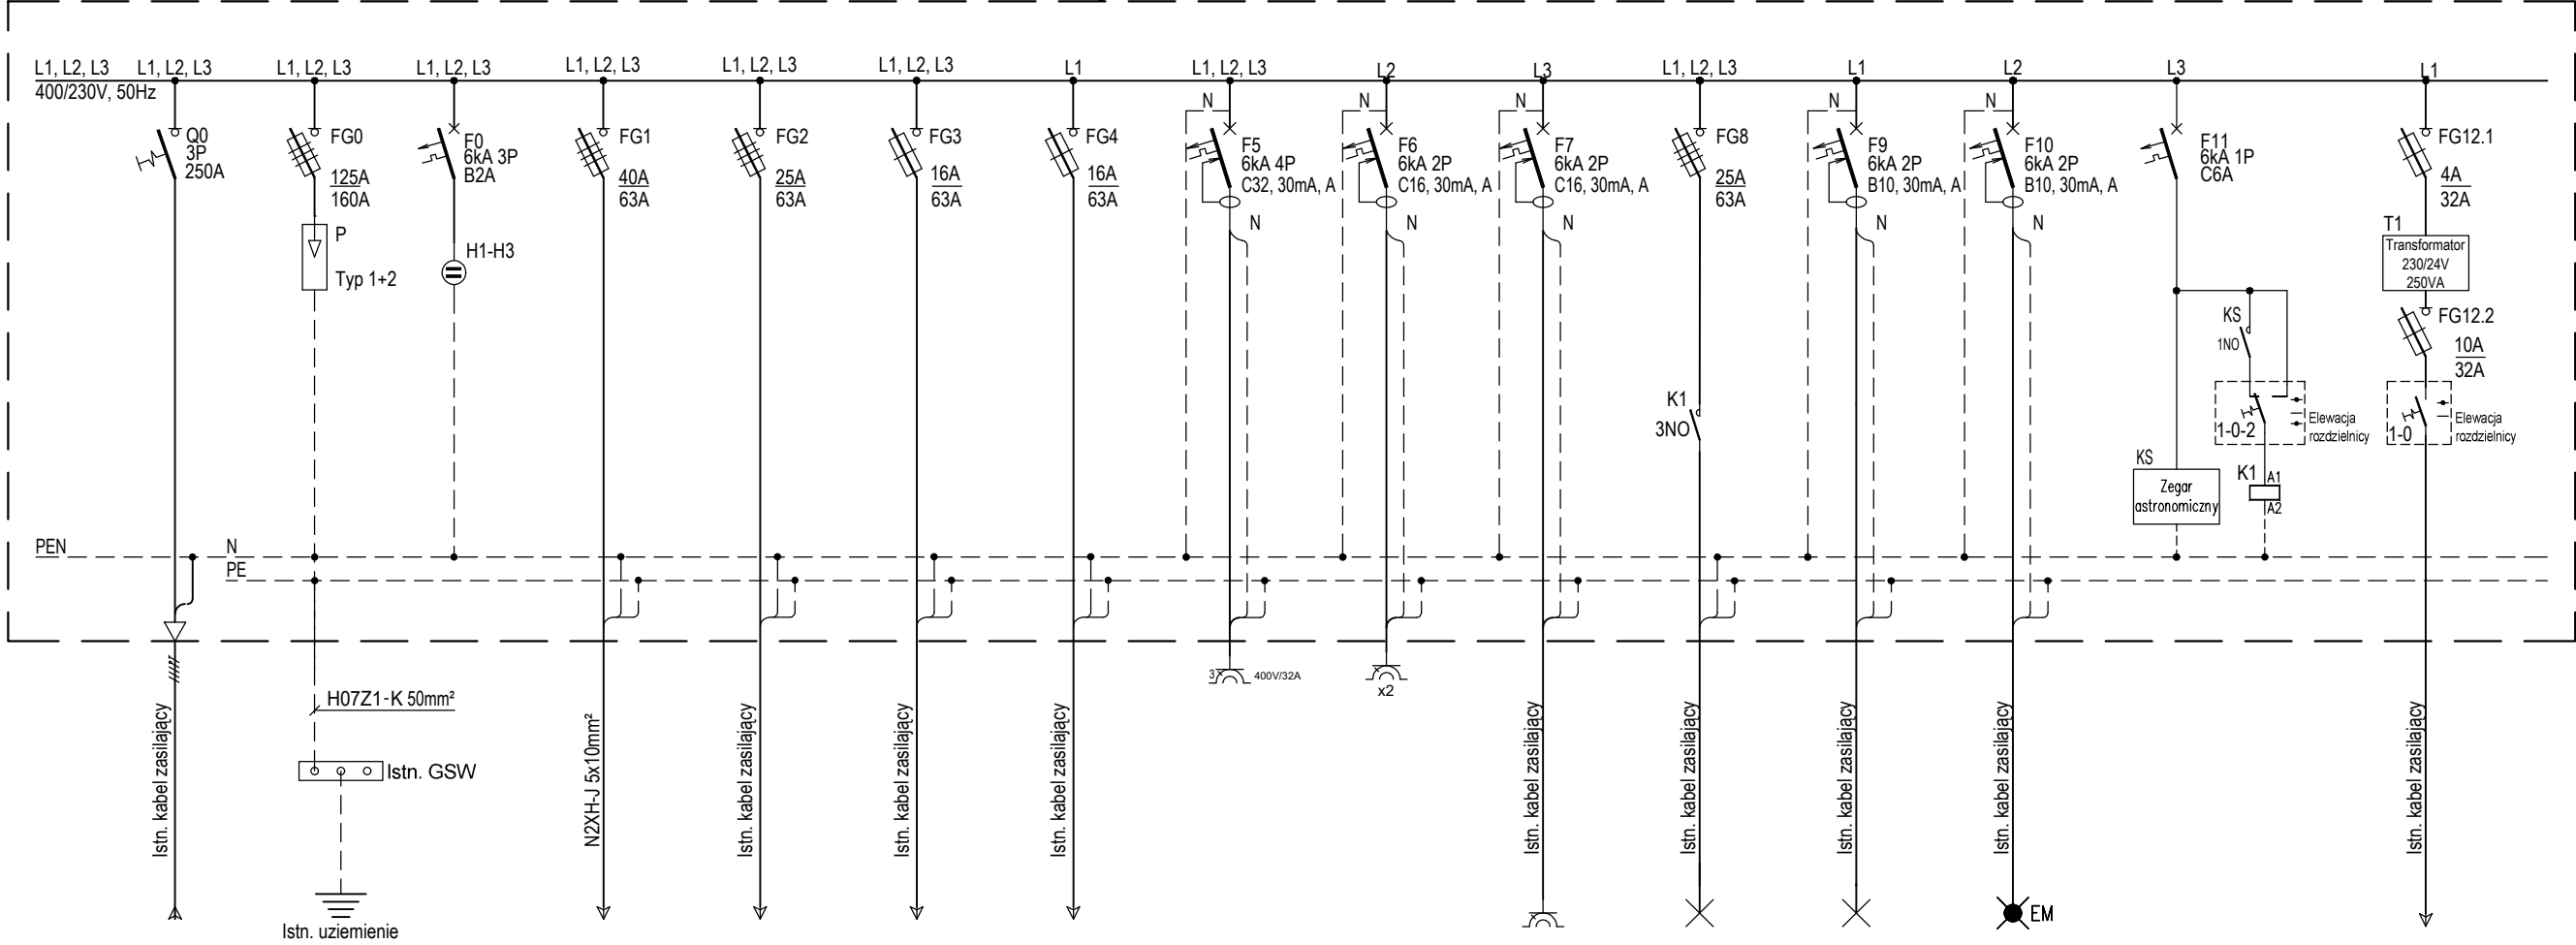 L1, L2, L3
400/230V, 50Hz
L1, L2, L3
L1, L2, L3
L1, L2, L3
L1, L2, L3
L1, L2, L3
L1, L2, L3
L1
L1, L2, L3
L2
L3
L1, L2, L3
L1
L2
L3
L1
Q0
3P
250A
FG0
125A
160A
P
Typ 1+2
F0
6kA 3P
B2A
H1-H3
FG1
40A
63A
FG2
25A
63A
FG3
16A
63A
FG4
16A
63A
N
F5
6kA 4P
C32, 30mA, A
N
N
F6
6kA 2P
C16, 30mA, A
N
N
F7
6kA 2P
C16, 30mA, A
N
FG8
25A
63A
K1
3NO
N
F9
6kA 2P
B10, 30mA, A
N
N
F10
6kA 2P
B10, 30mA, A
N
F11
6kA 1P
C6A
KS
1NO
1-0-2
Elewacja
rozdzielnicy
KS
Zegar
astronomiczny
K1
A1
A2
FG12.1
4A
32A
T1
Transformator
230/24V
250VA
FG12.2
10A
32A
1-0
Elewacja
rozdzielnicy
PEN
N
PE
Istn. kabel zasilający
H07Z1-K 50mm²
Istn. GSW
Istn. uziemienie
N2XH-J 5x10mm²
Istn. kabel zasilający
Istn. kabel zasilający
Istn. kabel zasilający
3
400V/32A
x2
Istn. kabel zasilający
Istn. kabel zasilający
Istn. kabel zasilający
Istn. kabel zasilający
EM
Istn. kabel zasilający